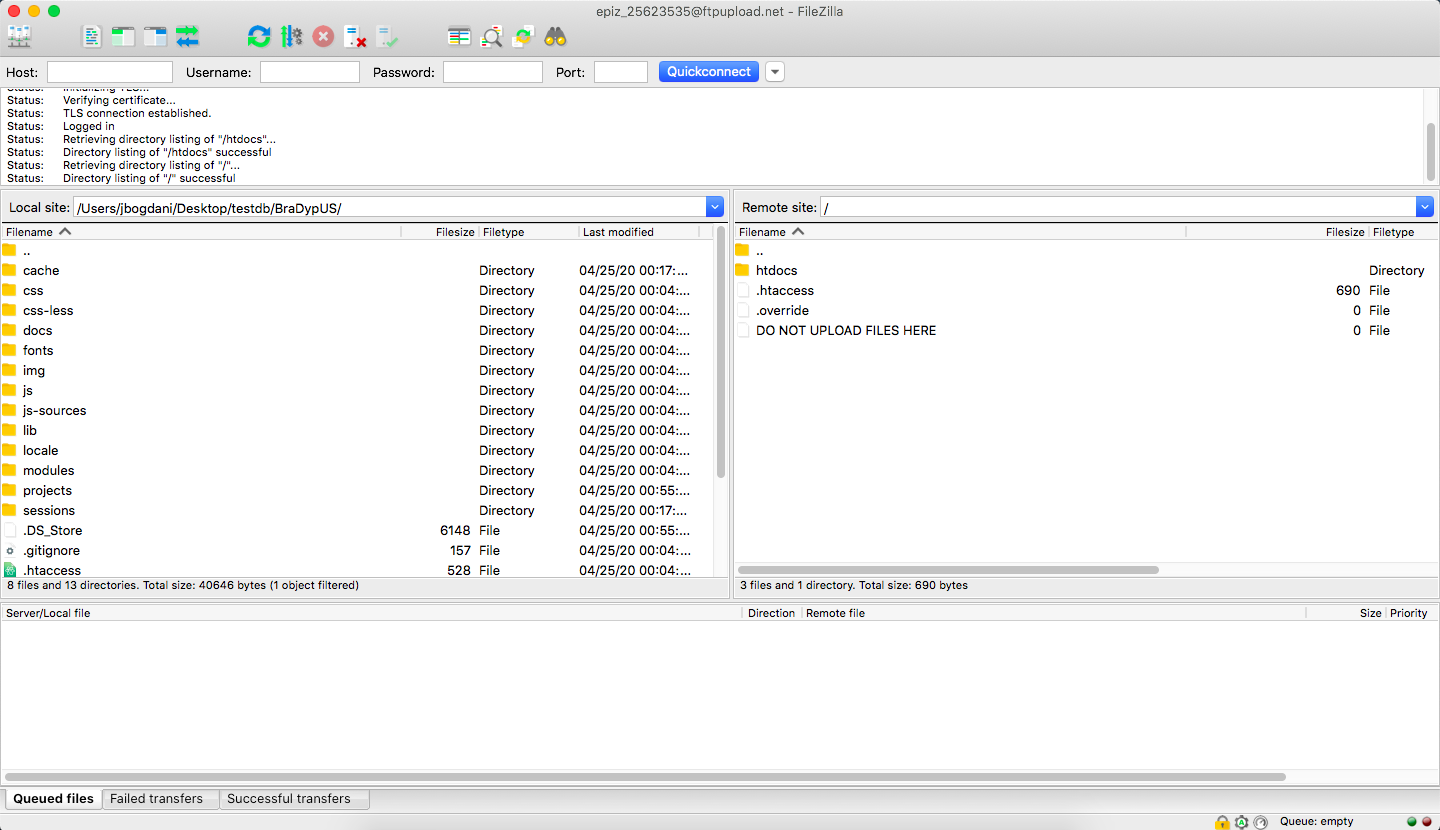 epiz_25623535@ftpupload.net - FileZilla
Host: Username: Password: Port: Quickconnect
Status: Initializing TLS...
Status: Verifying certificate...
Status: TLS connection established.
Status: Logged in
Status: Retrieving directory listing of "/htdocs"...
Status: Directory listing of "/htdocs" successful
Status: Retrieving directory listing of "/"...
Status: Directory listing of "/" successful
Local site: /Users/jbogdani/Desktop/testdb/BraDypUS/
Filename Filesize Filetype Last modified
..
cache Directory 04/25/20 00:17:...
css Directory 04/25/20 00:04:...
css-less Directory 04/25/20 00:04:...
docs Directory 04/25/20 00:04:...
fonts Directory 04/25/20 00:04:...
img Directory 04/25/20 00:04:...
js Directory 04/25/20 00:04:...
js-sources Directory 04/25/20 00:04:...
lib Directory 04/25/20 00:04:...
locale Directory 04/25/20 00:04:...
modules Directory 04/25/20 00:04:...
projects Directory 04/25/20 00:55:...
sessions Directory 04/25/20 00:17:...
.DS_Store 6148 File 04/25/20 00:55:...
.gitignore 157 File 04/25/20 00:04:...
.htaccess 528 File 04/25/20 00:04:...
8 files and 13 directories. Total size: 40646 bytes (1 object filtered)
Remote site: /
Filename Filesize Filetype
..
htdocs Directory
.htaccess 690 File
.override 0 File
DO NOT UPLOAD FILES HERE 0 File
3 files and 1 directory. Total size: 690 bytes
Server/Local file Direction Remote file Size Priority
Queued files Failed transfers Successful transfers
Queue: empty